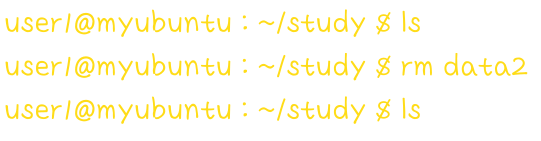 user1@myubuntu : ~/study $ ls
user1@myubuntu : ~/study $ rm data2
user1@myubuntu : ~/study $ ls